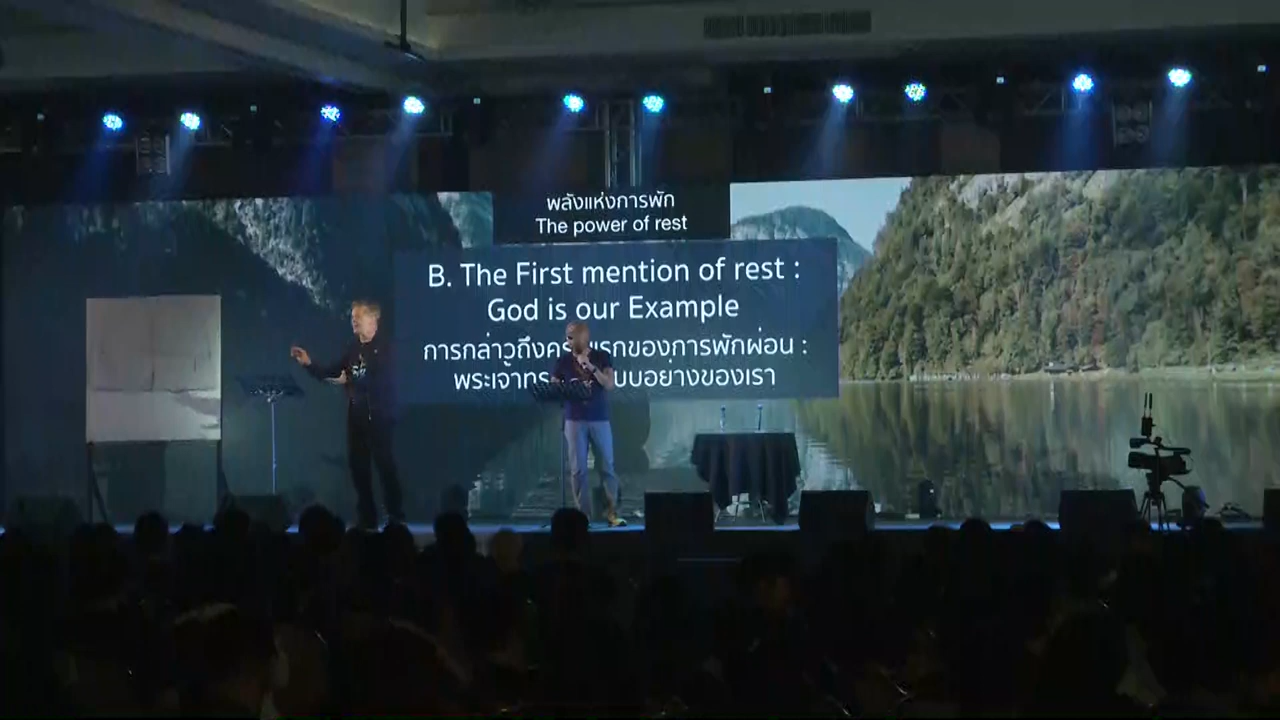 พลังแห่งการพัก
The power of rest
B. The First mention of rest :
God is our Example
การกล่าวถึงแรกของการพักผ่อน :
พระเจ้าบบอย่างของเรา